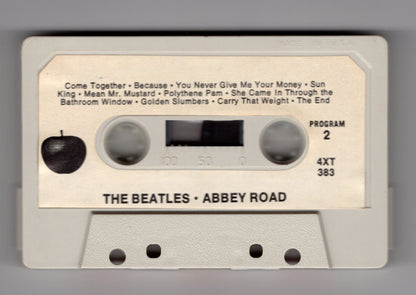 Come Together • Because • You Never Give Me Your Money • Sun
King • Mean Mr. Mustard • Polythene Pam • She Came In Through the
Bathroom Window • Golden Slumbers • Carry That Weight • The End
PROGRAM
2
100 50 0
4XT
383
THE BEATLES • ABBEY ROAD